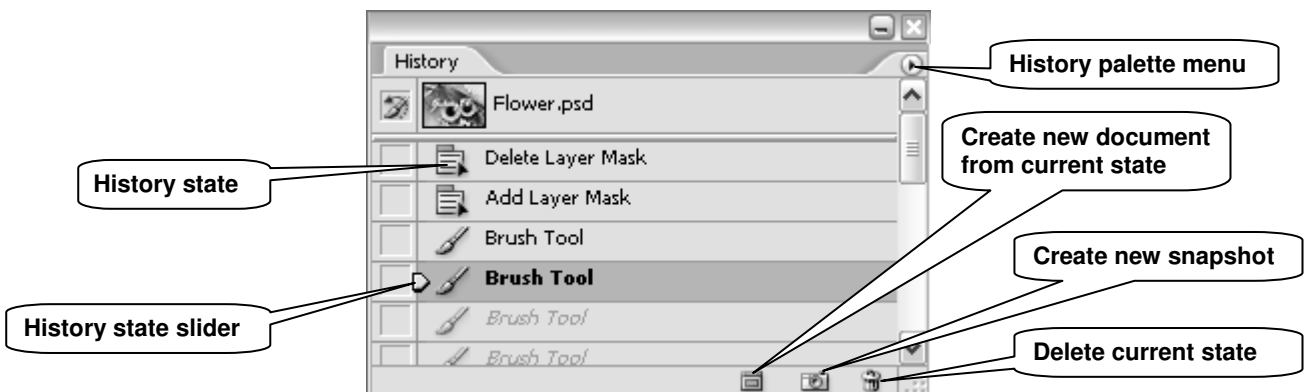 History
History palette menu
Flower.psd
Create new document
from current state
Delete Layer Mask
History state
Add Layer Mask
Brush Tool
Create new snapshot
Brush Tool
History state slider
Brush Tool
Delete current state
Brush Tool